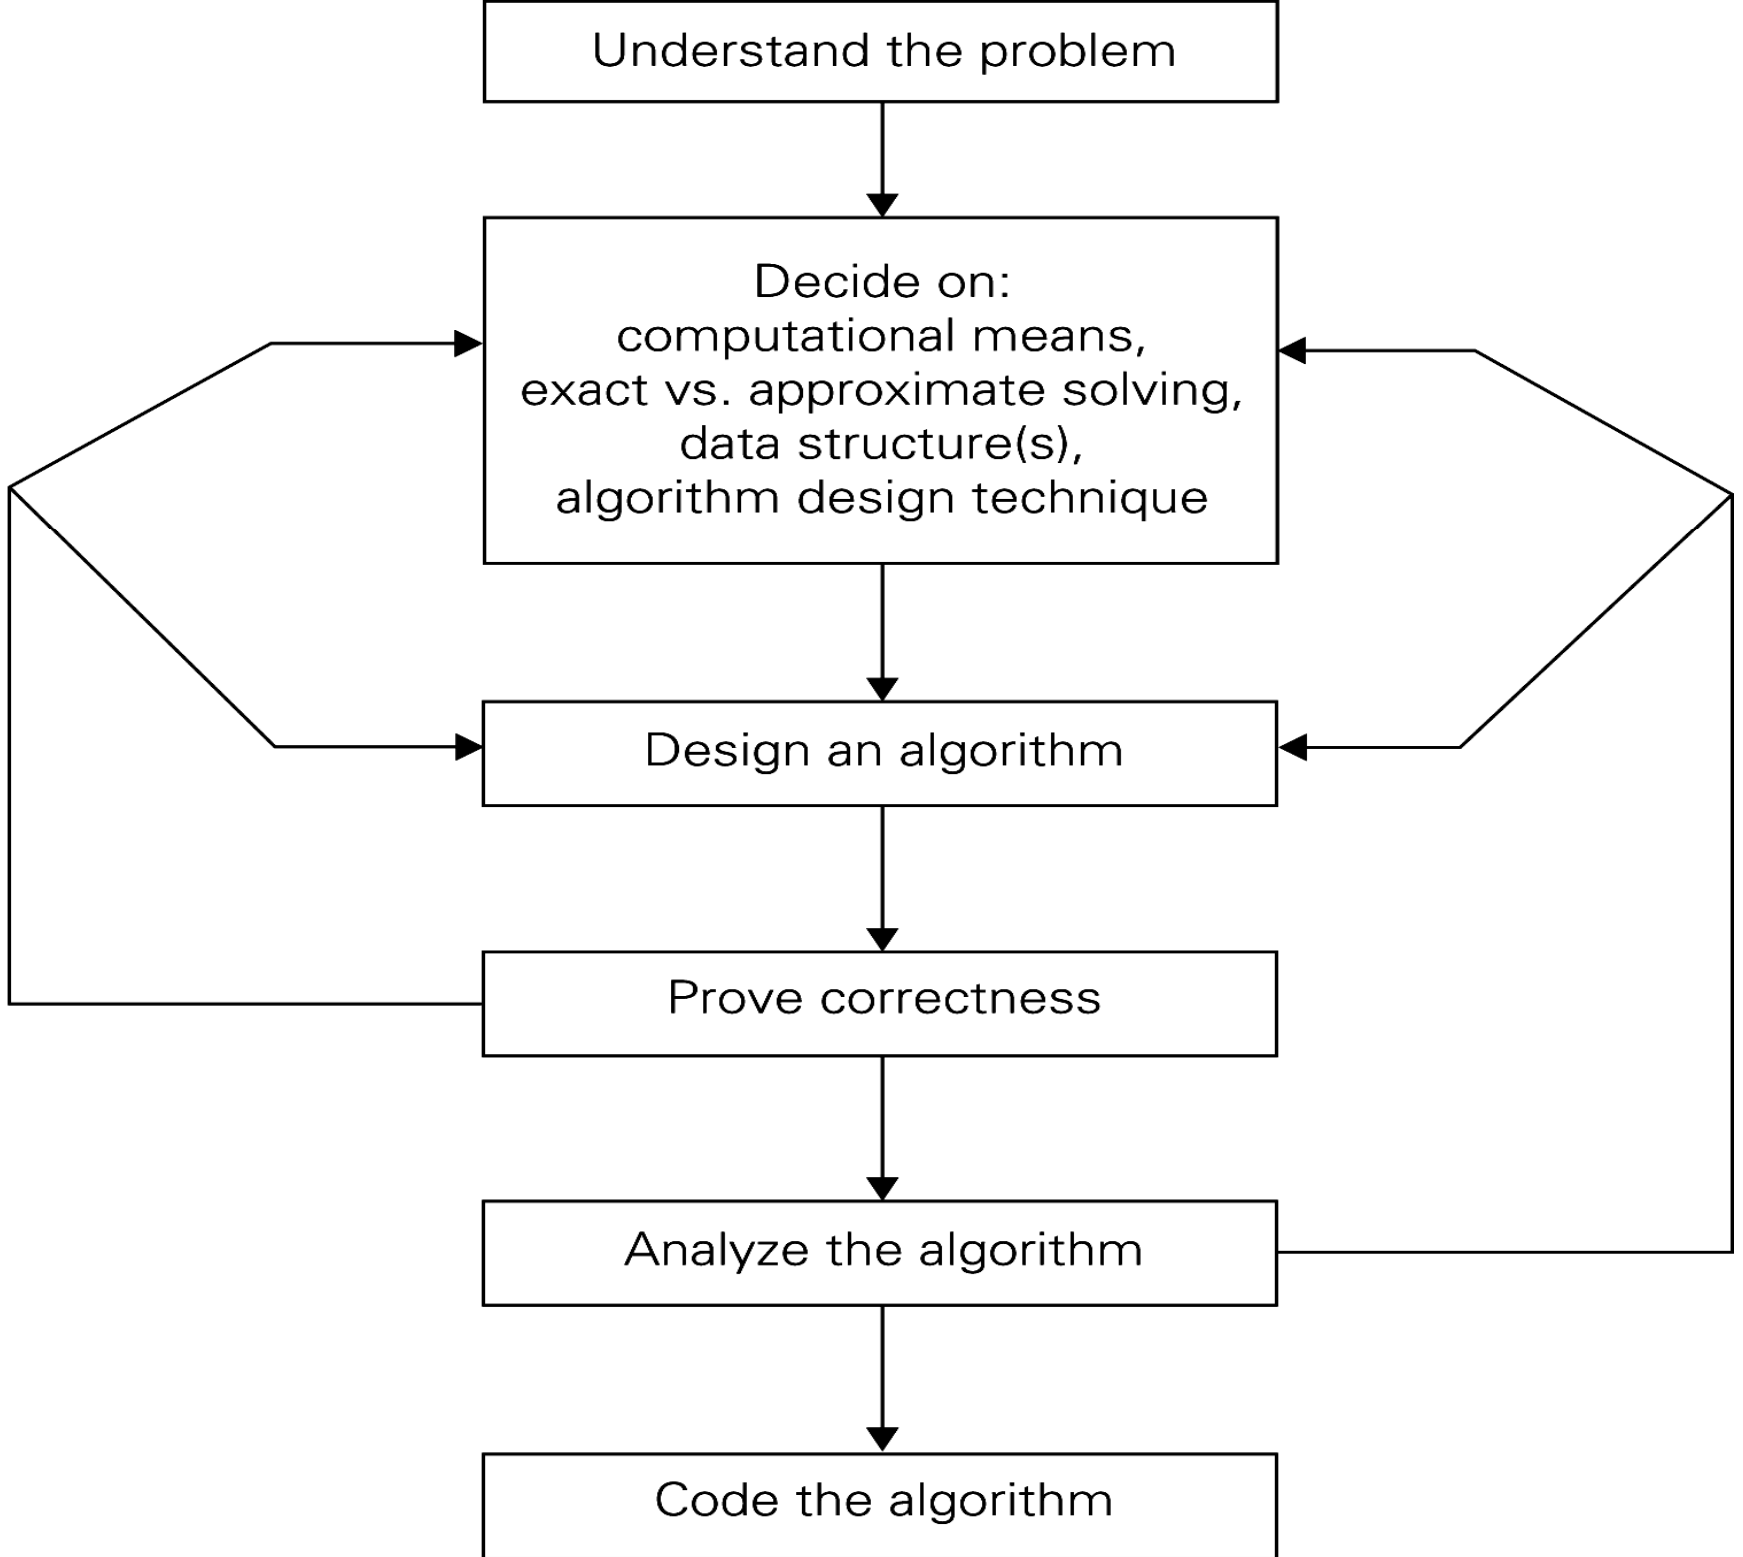 Understand the problem
Decide on:
computational means,
exact vs. approximate solving,
data structure(s),
algorithm design technique
Design an algorithm
Prove correctness
Analyze the algorithm
Code the algorithm